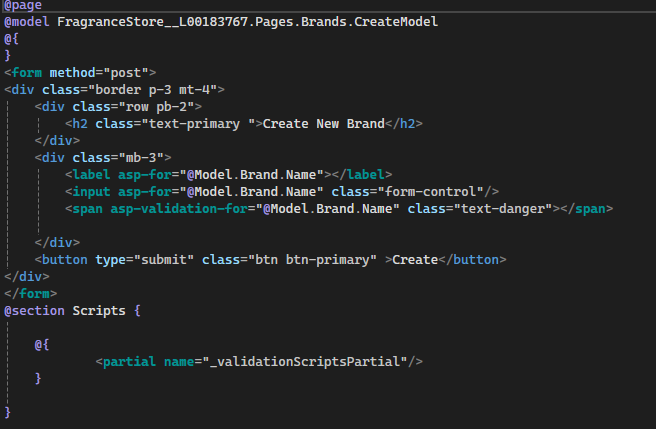 @page
@model FragranceStore__L00183767.Pages.Brands.CreateModel
@{
}
<form method="post">
<div class="border p-3 mt-4">
    <div class="row pb-2">
        <h2 class="text-primary ">Create New Brand</h2>
    </div>
    <div class="mb-3">
        <label asp-for="@Model.Brand.Name"></label>
        <input asp-for="@Model.Brand.Name" class="form-control"/>
        <span asp-validation-for="@Model.Brand.Name" class="text-danger"></span>

    </div>
    <button type="submit" class="btn btn-primary" >Create</button>
</div>
</form>
@section Scripts {

    @{
            <partial name="_validationScriptsPartial"/>
    }

}